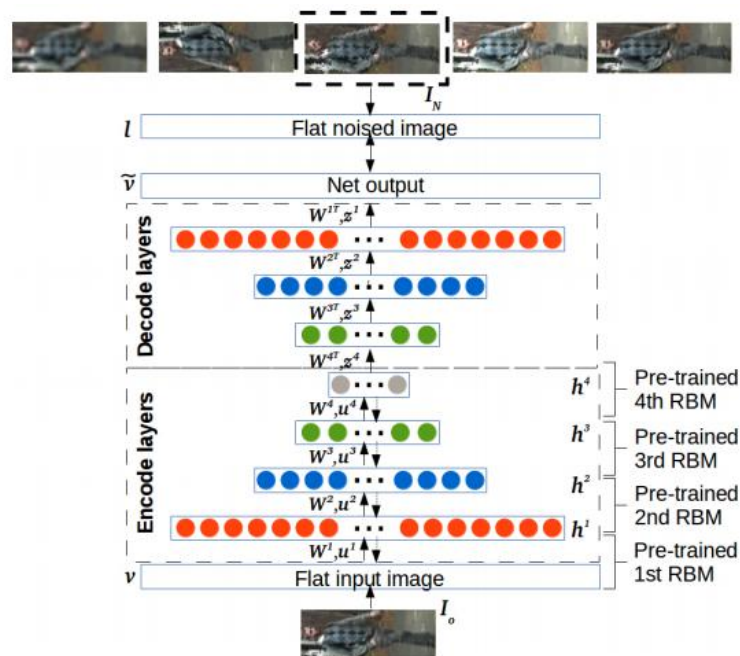 I_N
l
Flat noised image
ṽ
Net output
Decode layers
W^{1T},z^1
W^{2T},z^2
W^{3T},z^3
W^{4T},z^4
Encode layers
h^4
Pre-trained
4th RBM
W^4,u^4
h^3
Pre-trained
3rd RBM
W^3,u^3
h^2
Pre-trained
2nd RBM
W^2,u^2
h^1
Pre-trained
1st RBM
W^1,u^1
v
Flat input image
I_o